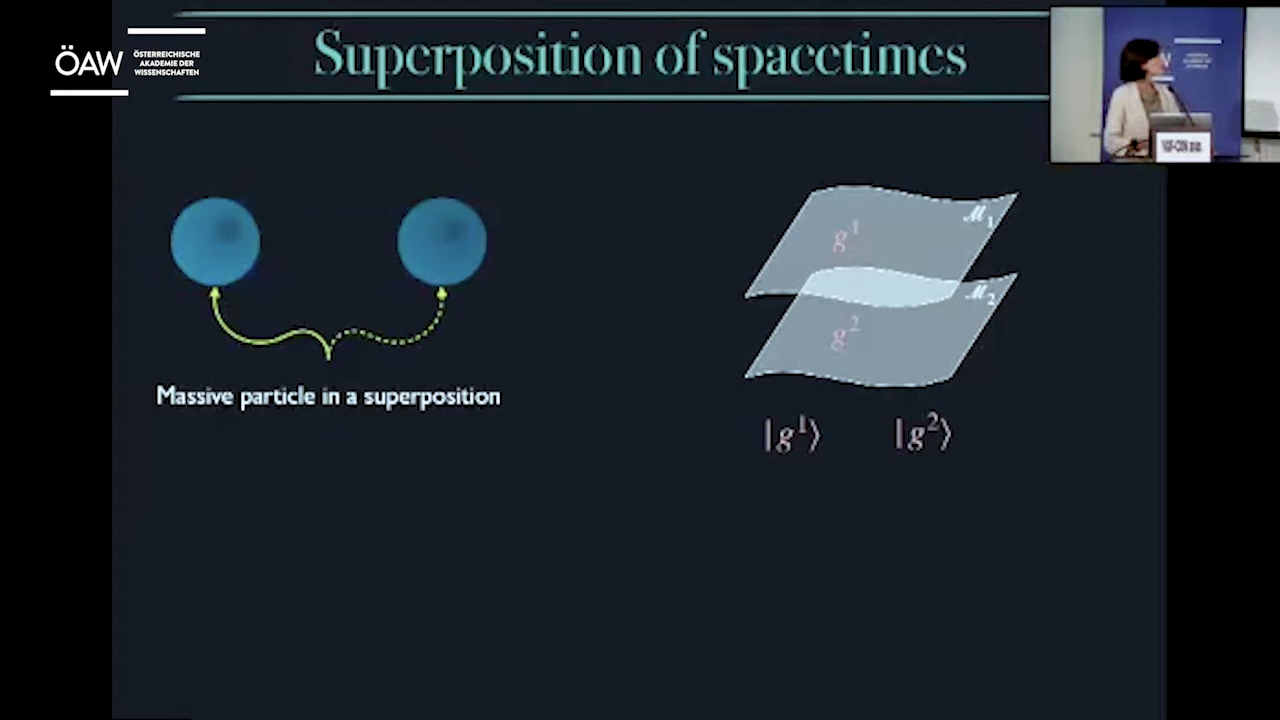 ÖAW
ÖSTERREICHISCHE
AKADEMIE DER
WISSENSCHAFTEN
Superposition of spacetimes
g¹
ℳ₁
g²
ℳ₂
Massive particle in a superposition
|g¹⟩ |g²⟩